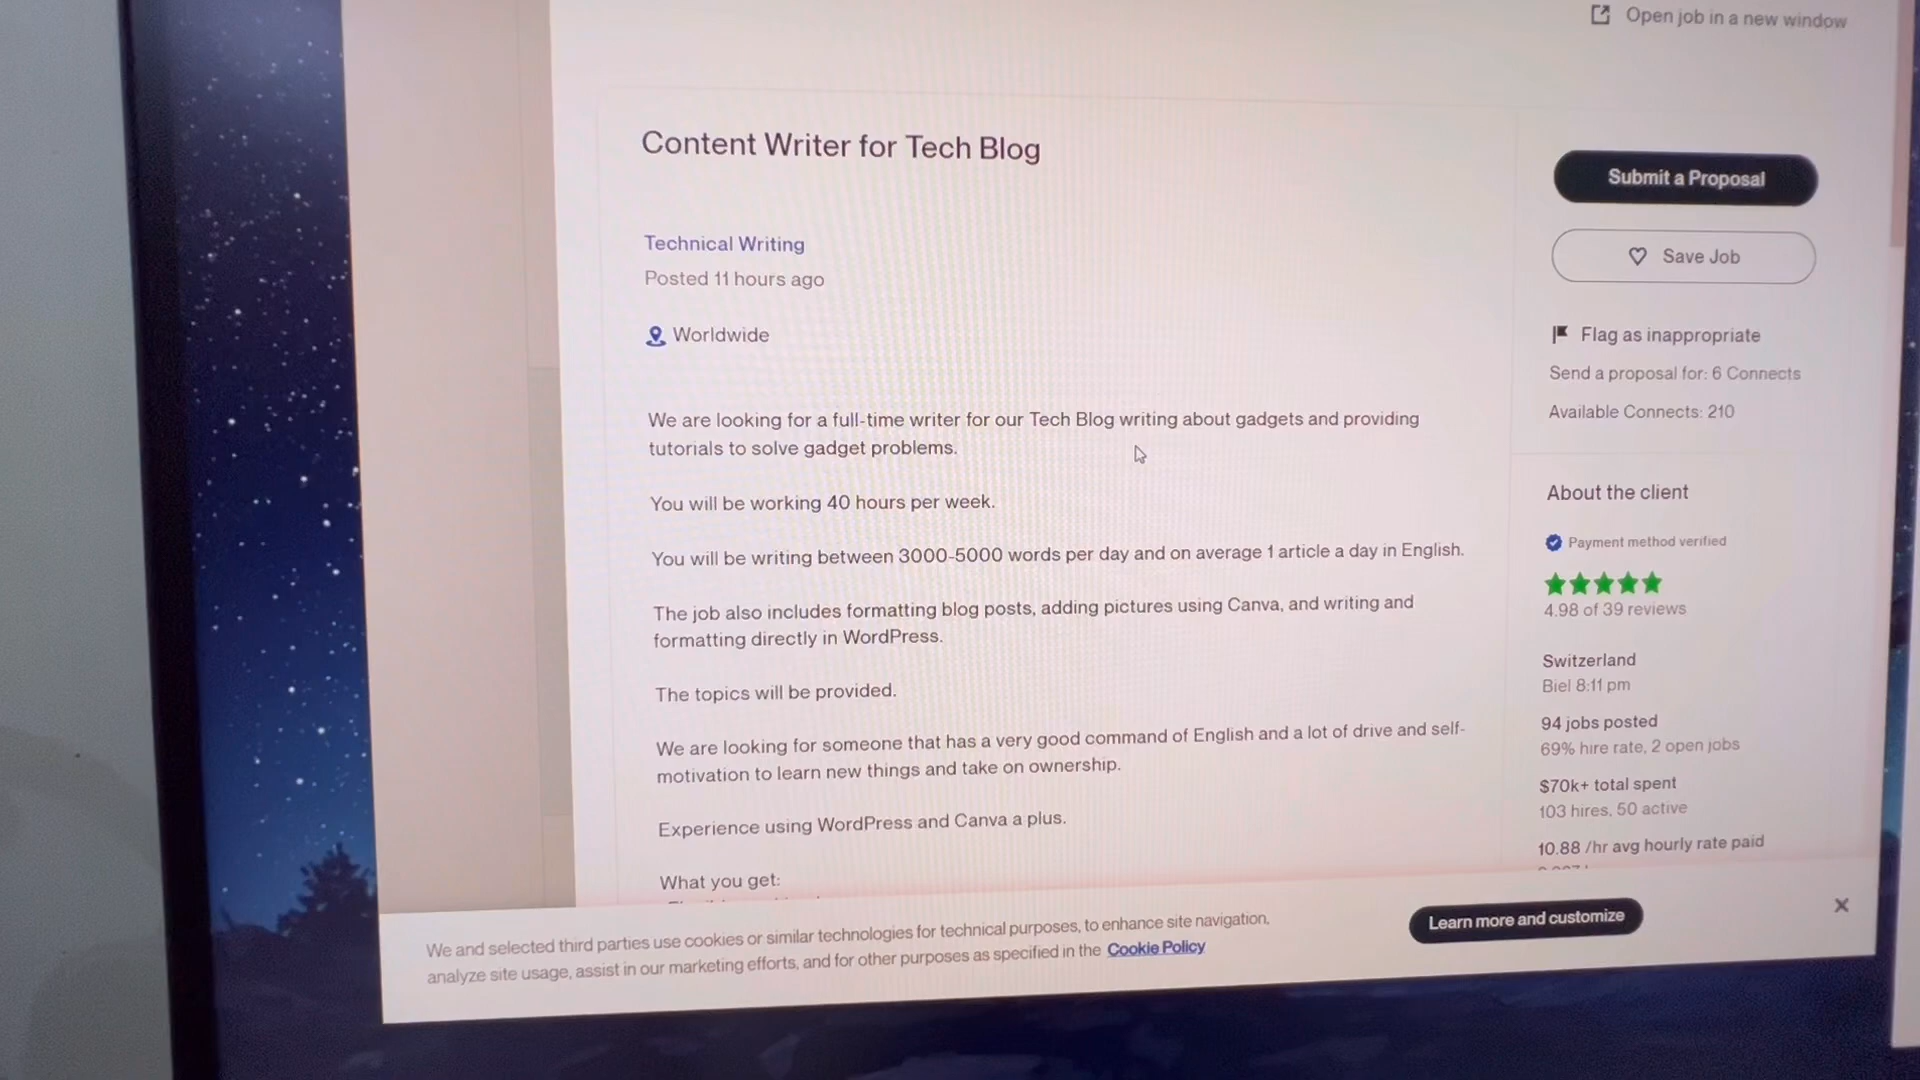 Open job in a new window
Content Writer for Tech Blog
Technical Writing
Posted 11 hours ago
Worldwide
We are looking for a full-time writer for our Tech Blog writing about gadgets and providing
tutorials to solve gadget problems.
You will be working 40 hours per week.
You will be writing between 3000-5000 words per day and on average 1 article a day in English.
The job also includes formatting blog posts, adding pictures using Canva, and writing and
formatting directly in WordPress.
The topics will be provided.
We are looking for someone that has a very good command of English and a lot of drive and self-
motivation to learn new things and take on ownership.
Experience using WordPress and Canva a plus.
What you get:
Submit a Proposal
Save Job
Flag as inappropriate
Send a proposal for: 6 Connects
Available Connects: 210
About the client
Payment method verified
4.98 of 39 reviews
Switzerland
Biel 8:11 pm
94 jobs posted
69% hire rate, 2 open jobs
$70k+ total spent
103 hires, 50 active
10.88 /hr avg hourly rate paid
We and selected third parties use cookies or similar technologies for technical purposes, to enhance site navigation,
analyze site usage, assist in our marketing efforts, and for other purposes as specified in the Cookie Policy
Learn more and customize